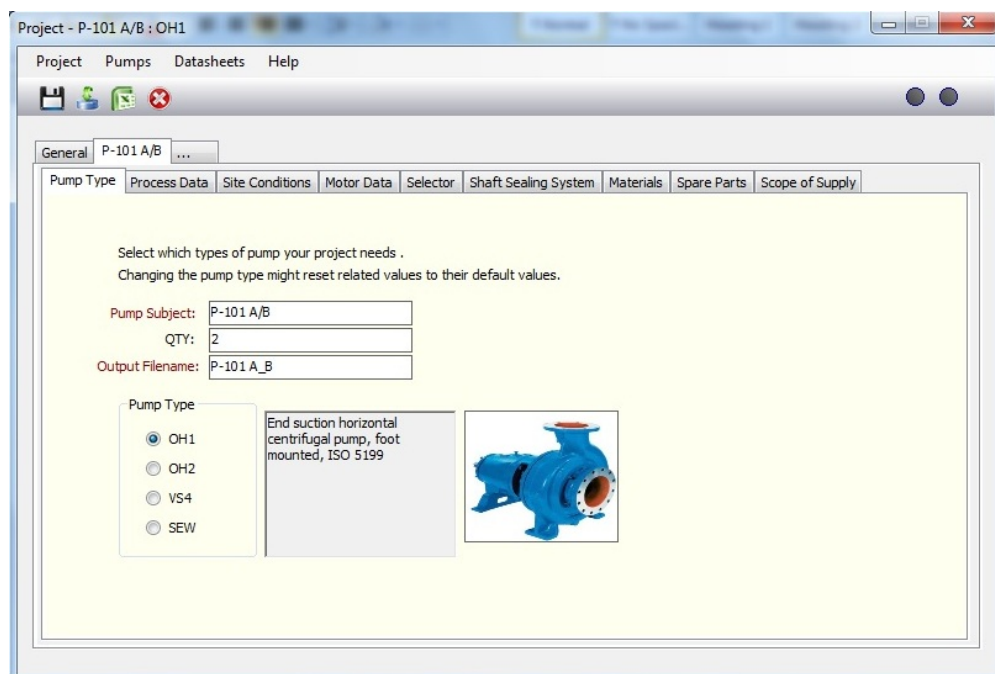 Project - P-101 A/B : OH1
Project Pumps Datasheets Help
General P-101 A/B ...
Pump Type Process Data Site Conditions Motor Data Selector Shaft Sealing System Materials Spare Parts Scope of Supply
Select which types of pump your project needs .
Changing the pump type might reset related values to their default values.
Pump Subject: P-101 A/B
QTY: 2
Output Filename: P-101 A_B
Pump Type
OH1
OH2
VS4
SEW
End suction horizontal
centrifugal pump, foot
mounted, ISO 5199